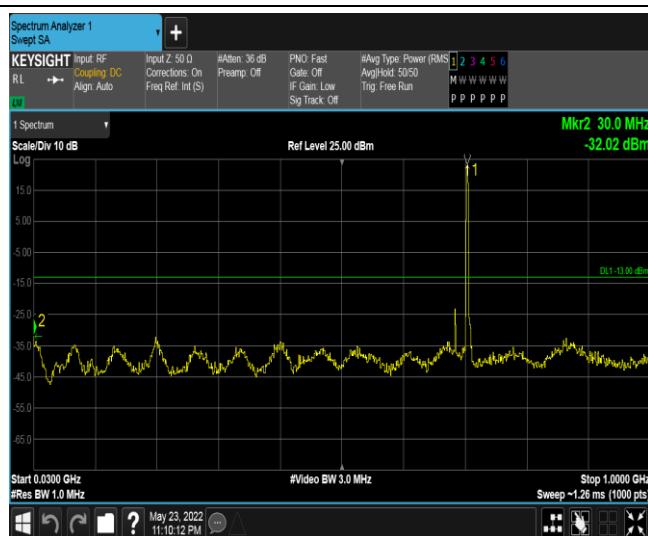 Spectrum Analyzer 1
Swept SA
KEYSIGHT
RL
LM
Input: RF
Coupling: DC
Align: Auto
Input Z: 50 Ω
Corrections: On
Freq Ref: Int (S)
#Atten: 36 dB
Preamp: Off
PNO: Fast
Gate: Off
IF Gain: Low
Sig Track: Off
#Avg Type: Power (RMS
Avg|Hold: 50/50
Trig: Free Run
1 2 3 4 5 6
M W W W W W
P P P P P P
1 Spectrum
Mkr2 30.0 MHz
-32.02 dBm
Scale/Div 10 dB
Ref Level 25.00 dBm
Log
15.0
5.00
-5.00
-15.0
-25.0
-35.0
-45.0
-55.0
-65.0
1
2
DL1 -13.00 dBm
Start 0.0300 GHz
#Video BW 3.0 MHz
Stop 1.0000 GHz
#Res BW 1.0 MHz
Sweep ~1.26 ms (1000 pts)
?
May 23, 2022
11:10:12 PM